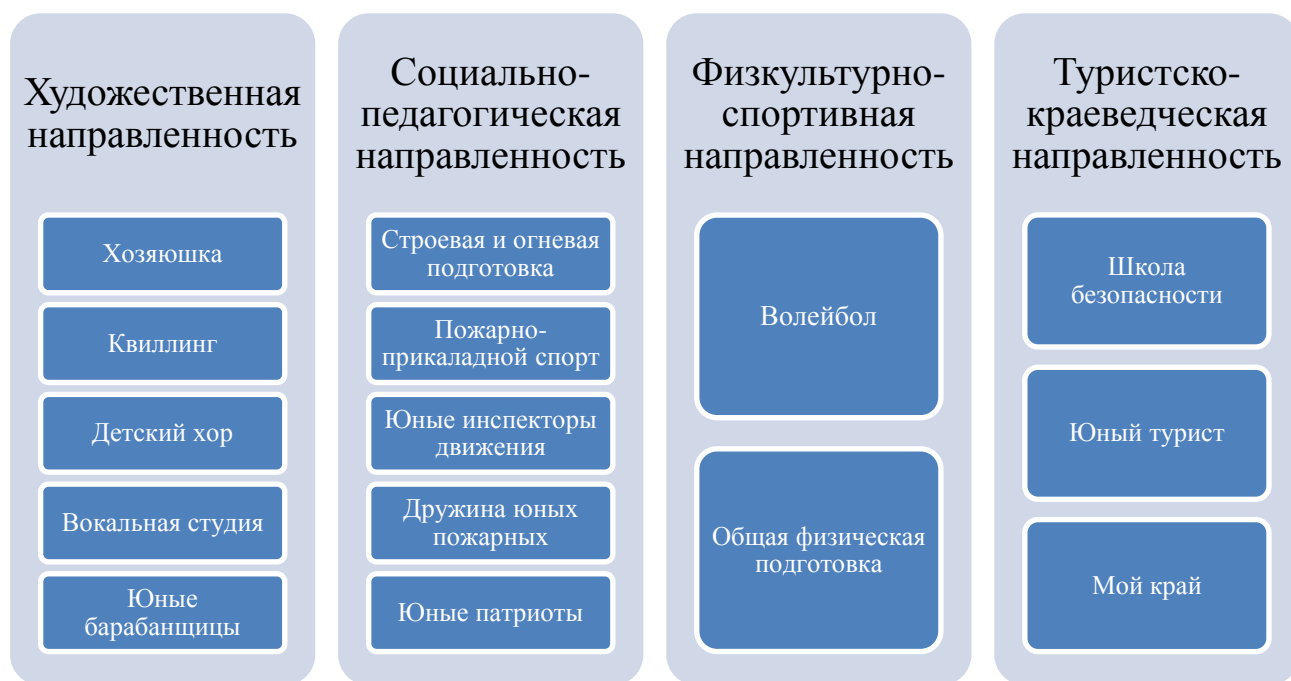 Художественная
направленность
Хозяюшка
Квиллинг
Детский хор
Вокальная студия
Юные
барабанщицы
Социально-
педагогическая
направленность
Строевая и огневая
подготовка
Пожарно-
прикаладной спорт
Юные инспекторы
движения
Дружина юных
пожарных
Юные патриоты
Физкультурно-
спортивная
направленность
Волейбол
Общая физическая
подготовка
Туристско-
краеведческая
направленность
Школа
безопасности
Юный турист
Мой край